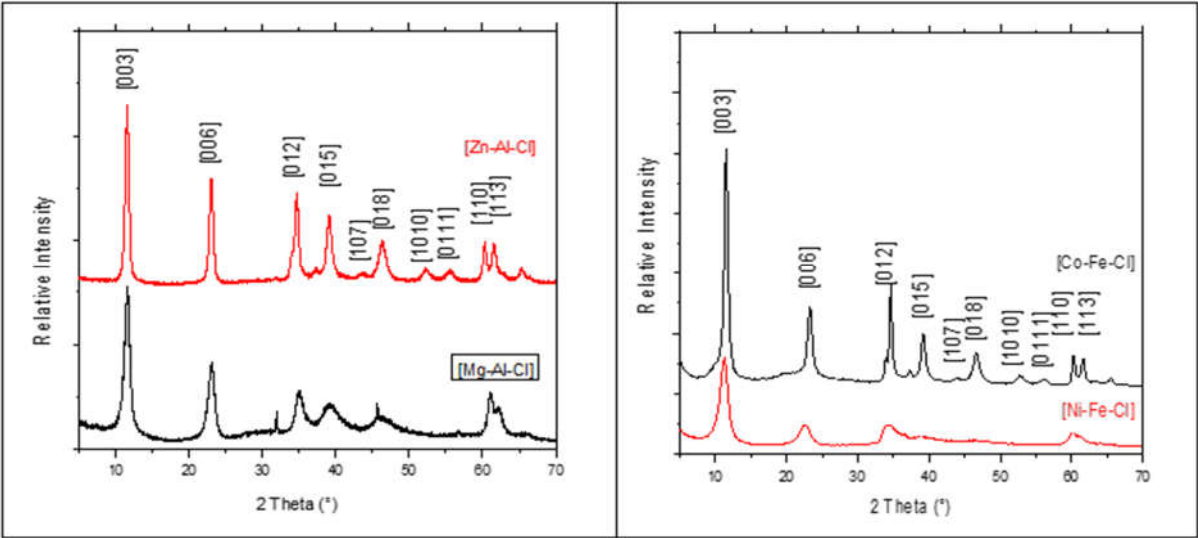 [003]
[006]
[012]
[015]
[107]
[018]
[1010]
[0111]
[110]
[113]
[Zn-Al-Cl]
[Mg-Al-Cl]
Relative Intensity
10 20 30 40 50 60 70
2 Theta (°)
[003]
[006]
[012]
[015]
[107]
[018]
[1010]
[0111]
[110]
[113]
[Co-Fe-Cl]
[Ni-Fe-Cl]
Relative Intensity
10 20 30 40 50 60 70
2 Theta (°)